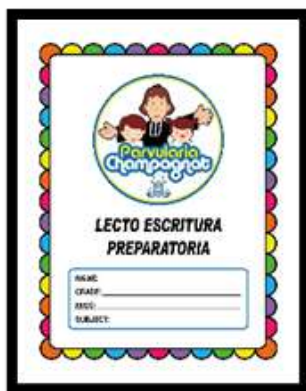 Parvularia
Champagnat
LECTO ESCRITURA
PREPARATORIA
NAME:
GRADE:
SUBJECT: